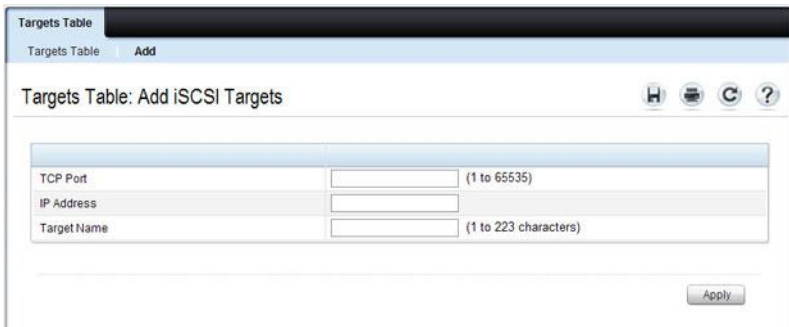 Targets Table
Targets Table Add
Targets Table: Add iSCSI Targets
TCP Port (1 to 65535)
IP Address
Target Name (1 to 223 characters)
Apply